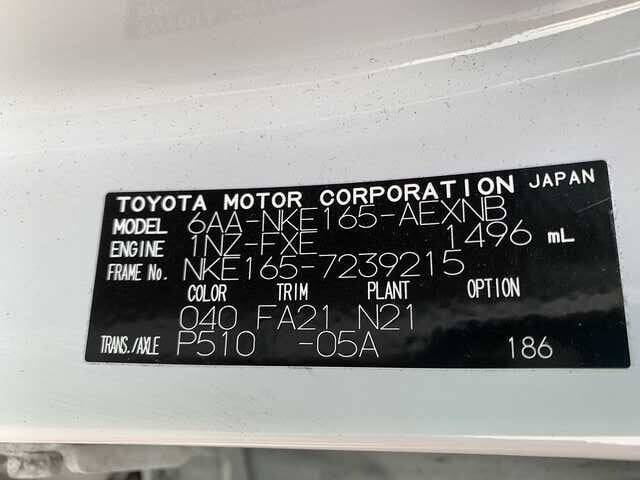 TOYOTA MOTOR CORPORATION JAPAN
MODEL 6AA-NKE165-AEXNB
ENGINE 1NZ-FXE 1496 mL
FRAME No. NKE165-7239215
COLOR TRIM PLANT OPTION
040 FA21 N21
TRANS./AXLE P510 -05A 186